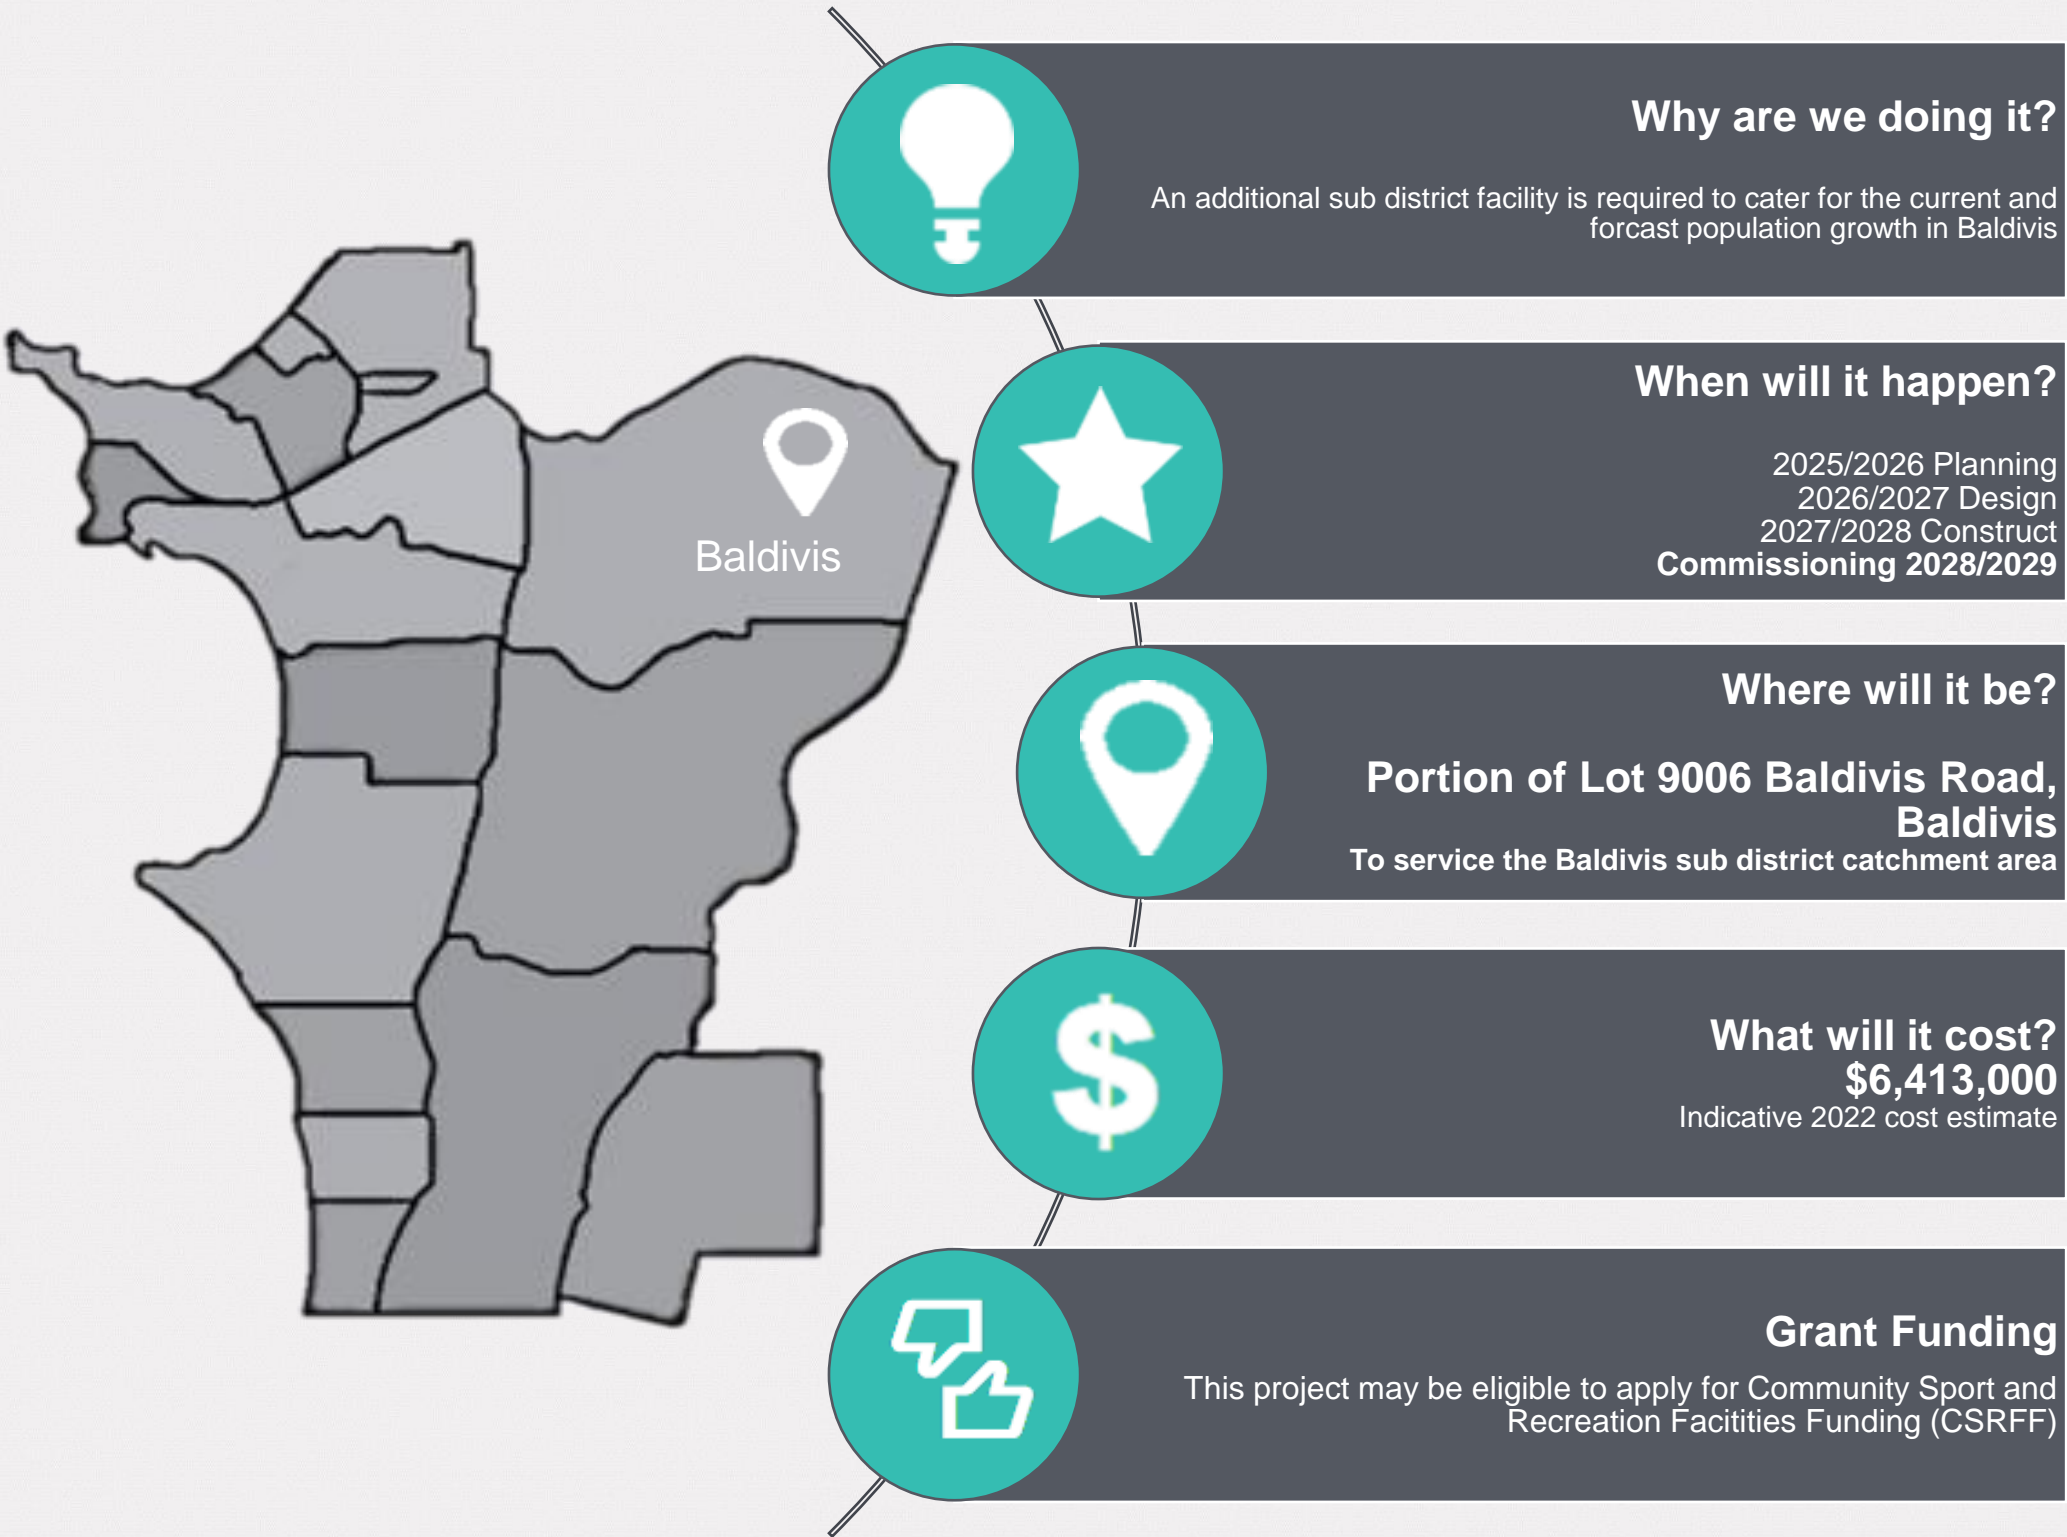 Baldivis
Why are we doing it?
An additional sub district facility is required to cater for the current and
forcast population growth in Baldivis
When will it happen?
2025/2026 Planning
2026/2027 Design
2027/2028 Construct
Commissioning 2028/2029
Where will it be?
Portion of Lot 9006 Baldivis Road,
Baldivis
To service the Baldivis sub district catchment area
$
What will it cost?
$6,413,000
Indicative 2022 cost estimate
Grant Funding
This project may be eligible to apply for Community Sport and
Recreation Facitities Funding (CSRFF)